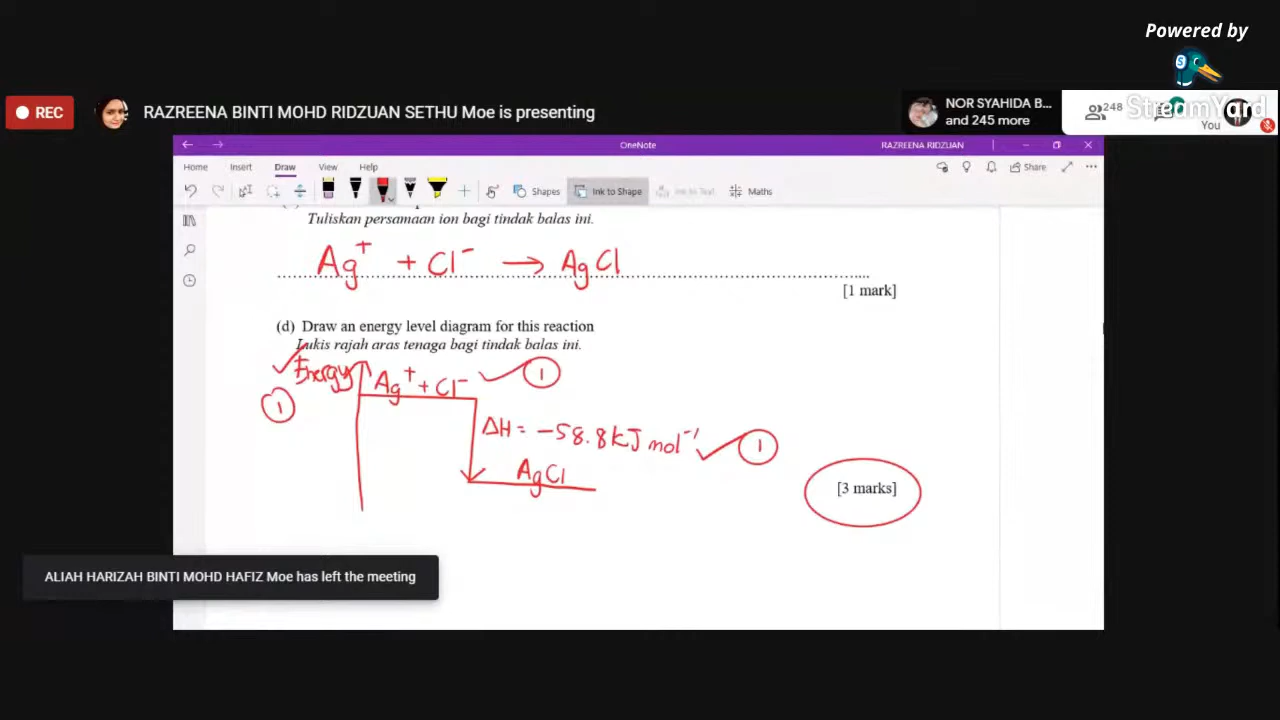 Powered by
S
StreamYard
REC
RAZREENA BINTI MOHD RIDZUAN SETHU Moe is presenting
NOR SYAHIDA B...
and 245 more
248
You
OneNote
RAZREENA RIDZUAN
Home Insert Draw View Help
Shapes Ink to Shape Ink to Text Maths Share
Tuliskan persamaan ion bagi tindak balas ini.
Ag⁺ + Cl⁻ → AgCl
[1 mark]
(d) Draw an energy level diagram for this reaction
Lukis rajah aras tenaga bagi tindak balas ini.
Energy Ag⁺ + Cl⁻ ✓ 1
✓ 1
ΔH = -58.8 kJ mol⁻¹ ✓ 1
AgCl
[3 marks]
ALIAH HARIZAH BINTI MOHD HAFIZ Moe has left the meeting